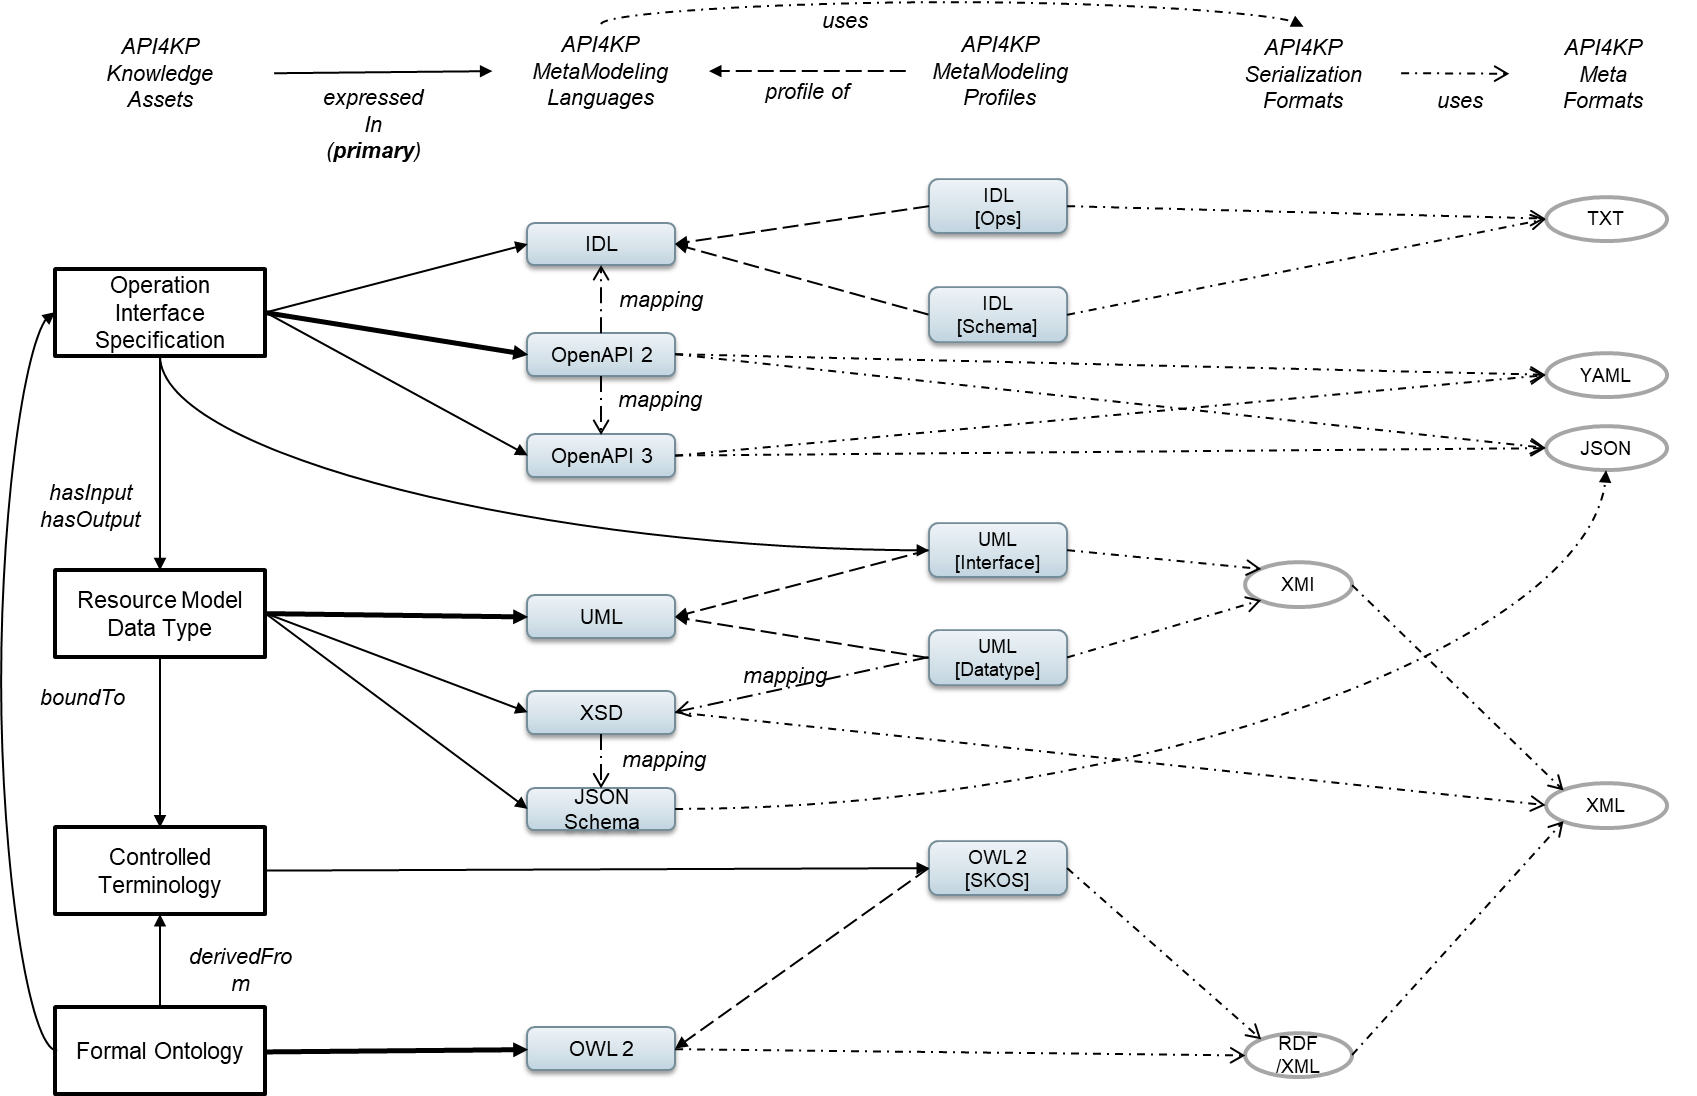 uses
API4KP
Knowledge
Assets
expressed
In
(primary)
API4KP
MetaModeling
Languages
profile of
API4KP
MetaModeling
Profiles
API4KP
Serialization
Formats
uses
API4KP
Meta
Formats
IDL
[Ops]
TXT
IDL
Operation
Interface
Specification
mapping
IDL
[Schema]
OpenAPI 2
YAML
mapping
OpenAPI 3
JSON
hasInput
hasOutput
UML
[Interface]
XMI
Resource Model
Data Type
UML
UML
[Datatype]
mapping
boundTo
XSD
mapping
JSON
Schema
XML
Controlled
Terminology
OWL 2
[SKOS]
derivedFro
m
Formal Ontology
OWL 2
RDF
/XML